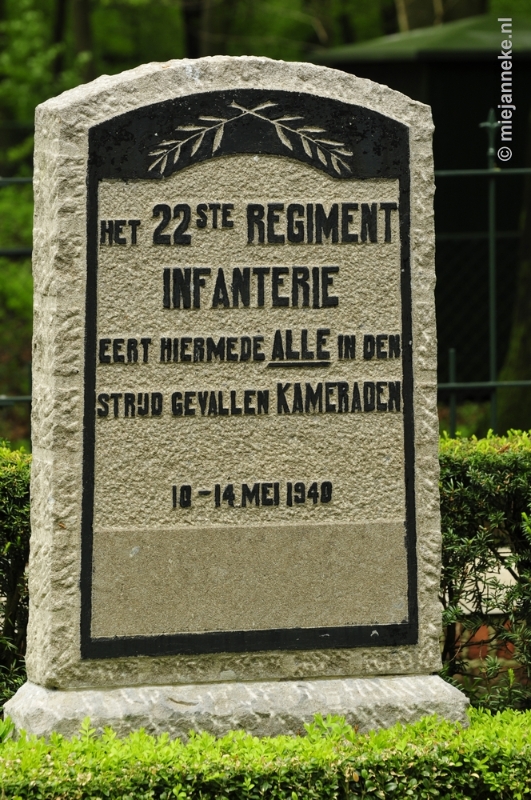 © miejanneke.nl
HET 22STE REGIMENT
INFANTERIE
EERT HIERMEDE ALLE IN DEN
STRIJD GEVALLEN KAMERADEN
10-14 MEI 1940